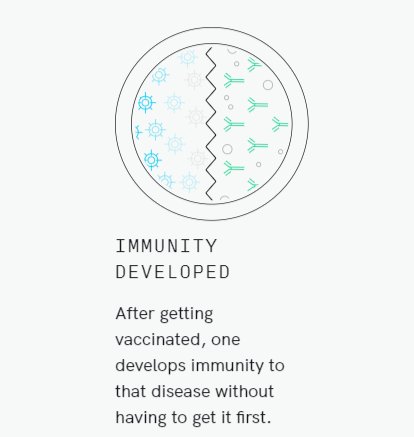 IMMUNITY
DEVELOPED
After getting
vaccinated, one
develops immunity to
that disease without
having to get it first.